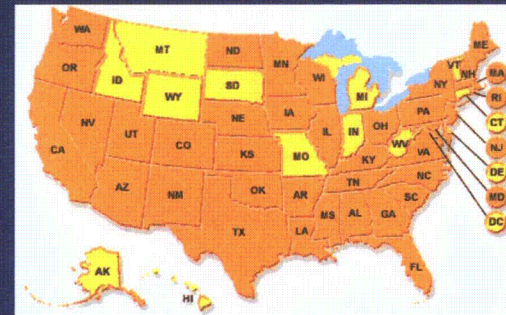 WA
MT
ND
ME
OR
MN
VT
NH
MA
ID
SD
WI
NY
RI
WY
MI
CT
IA
PA
NJ
NV
NE
IN
OH
UT
CO
IL
WV
DE
CA
KS
MO
VA
MD
KY
NC
DC
TN
AZ
OK
AR
SC
NM
MS
AL
GA
TX
LA
FL
AK
HI